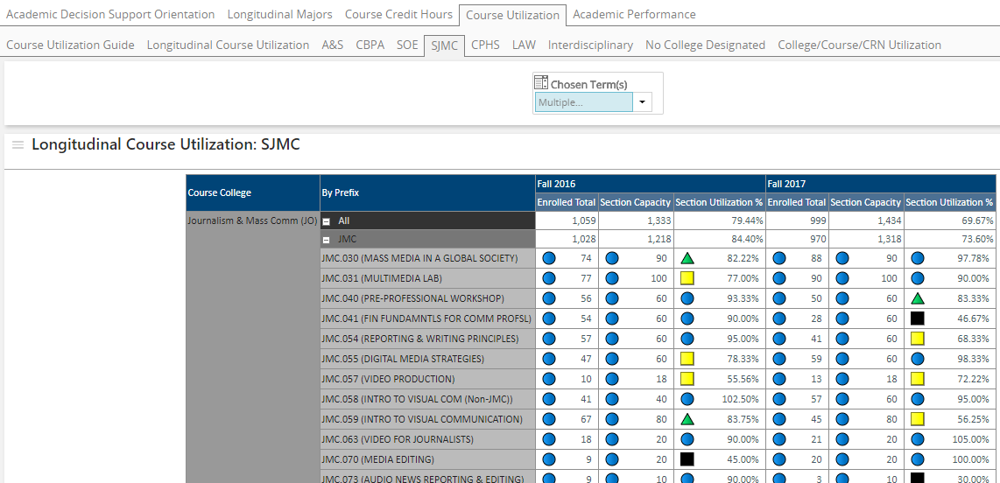 Academic Decision Support Orientation Longitudinal Majors Course Credit Hours Course Utilization Academic Performance
Course Utilization Guide Longitudinal Course Utilization A&S CBPA SOE SJMC CPHS LAW Interdisciplinary No College Designated College/Course/CRN Utilization
Chosen Term(s)
Multiple...
Longitudinal Course Utilization: SJMC
Course College By Prefix Fall 2016 Fall 2017
Enrolled Total Section Capacity Section Utilization % Enrolled Total Section Capacity Section Utilization %
Journalism & Mass Comm (JO) All 1,059 1,333 79.44% 999 1,434 69.67%
JMC 1,028 1,218 84.40% 970 1,318 73.60%
JMC.030 (MASS MEDIA IN A GLOBAL SOCIETY) 74 90 82.22% 88 90 97.78%
JMC.031 (MULTIMEDIA LAB) 77 100 77.00% 90 100 90.00%
JMC.040 (PRE-PROFESSIONAL WORKSHOP) 56 60 93.33% 50 60 83.33%
JMC.041 (FIN FUNDAMNTLS FOR COMM PROFSL) 54 60 90.00% 28 60 46.67%
JMC.054 (REPORTING & WRITING PRINCIPLES) 57 60 95.00% 41 60 68.33%
JMC.055 (DIGITAL MEDIA STRATEGIES) 47 60 78.33% 59 60 98.33%
JMC.057 (VIDEO PRODUCTION) 10 18 55.56% 13 18 72.22%
JMC.058 (INTRO TO VISUAL COM (Non-JMC)) 41 40 102.50% 57 60 95.00%
JMC.059 (INTRO TO VISUAL COMMUNICATION) 67 80 83.75% 45 80 56.25%
JMC.063 (VIDEO FOR JOURNALISTS) 18 20 90.00% 21 20 105.00%
JMC.070 (MEDIA EDITING) 9 20 45.00% 20 20 100.00%
JMC.073 (AUDIO NEWS REPORTING & EDITING) 9 10 90.00% 3 10 30.00%